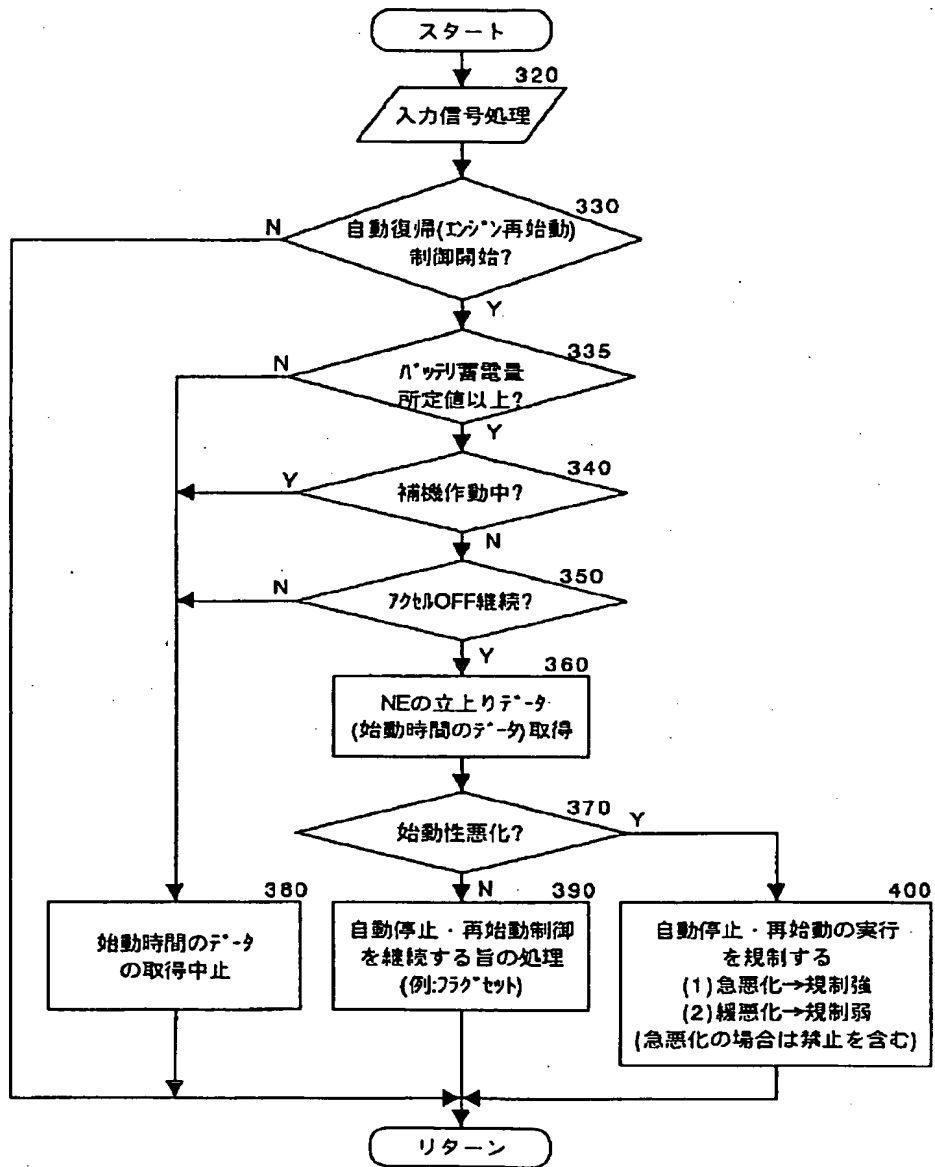 スタート
320
入力信号処理
330
N
自動復帰(ｴﾝｼﾞﾝ再始動)
制御開始?
Y
335
N
ﾊﾞｯﾃﾘ蓄電量
所定値以上?
Y
340
Y
補機作動中?
N
350
N
ｱｸｾﾙOFF継続?
Y
360
NEの立上りﾃﾞｰﾀ
(始動時間のﾃﾞｰﾀ)取得
370
Y
始動性悪化?
N
380
始動時間のﾃﾞｰﾀ
の取得中止
390
自動停止・再始動制御
を継続する旨の処理
(例:ﾌﾗｸﾞｾｯﾄ)
400
自動停止・再始動の実行
を規制する
(1)急悪化→規制強
(2)緩悪化→規制弱
(急悪化の場合は禁止を含む)
リターン